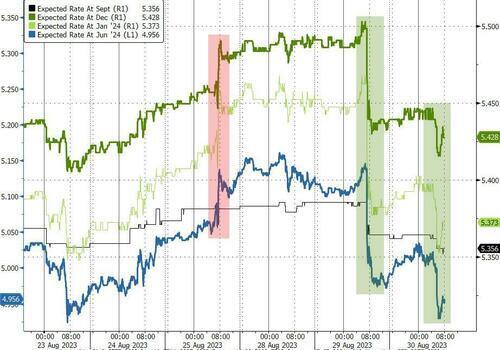 Expected Rate At Sept (R1) 5.356
Expected Rate At Dec (R1) 5.428
Expected Rate At Jan '24 (R1) 5.373
Expected Rate At Jun '24 (L1) 4.956
5.350
5.300
5.250
5.200
5.150
5.100
5.050
5.000
4.956
5.500
5.450
5.428
5.400
5.373
5.356
5.350
00:00 08:00 00:00 08:00 00:00 08:00 00:00 08:00 00:00 08:00 00:00 08:00
23 Aug 2023 24 Aug 2023 25 Aug 2023 28 Aug 2023 29 Aug 2023 30 Aug 2023